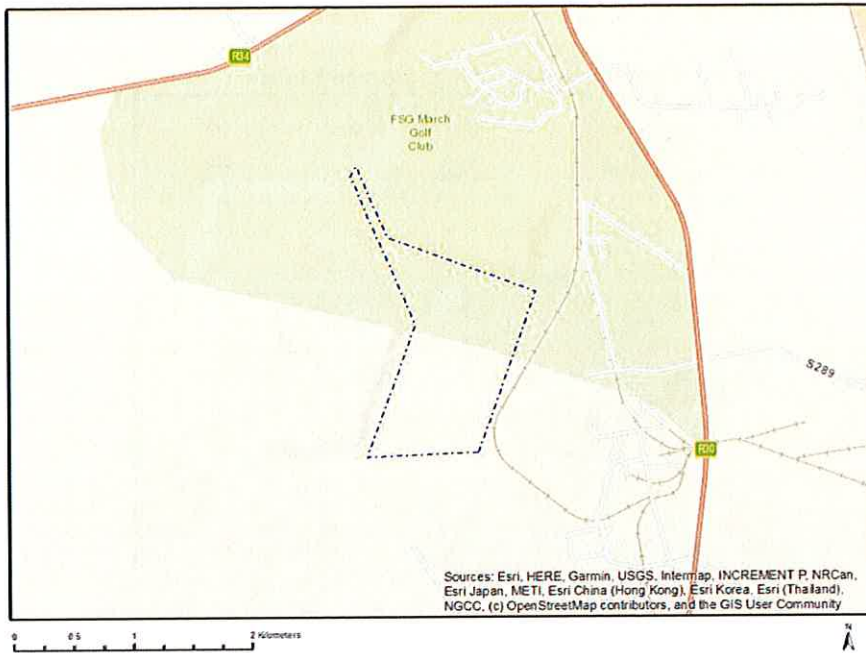 R34
FSG March
Golf
Club
S289
R30
Sources: Esri, HERE, Garmin, USGS, Intermap, INCREMENT P, NRCan,
Esri Japan, METI, Esri China (Hong Kong), Esri Korea, Esri (Thailand),
NGCC, (c) OpenStreetMap contributors, and the GIS User Community
0 0.5 1 2 Kilometers
N